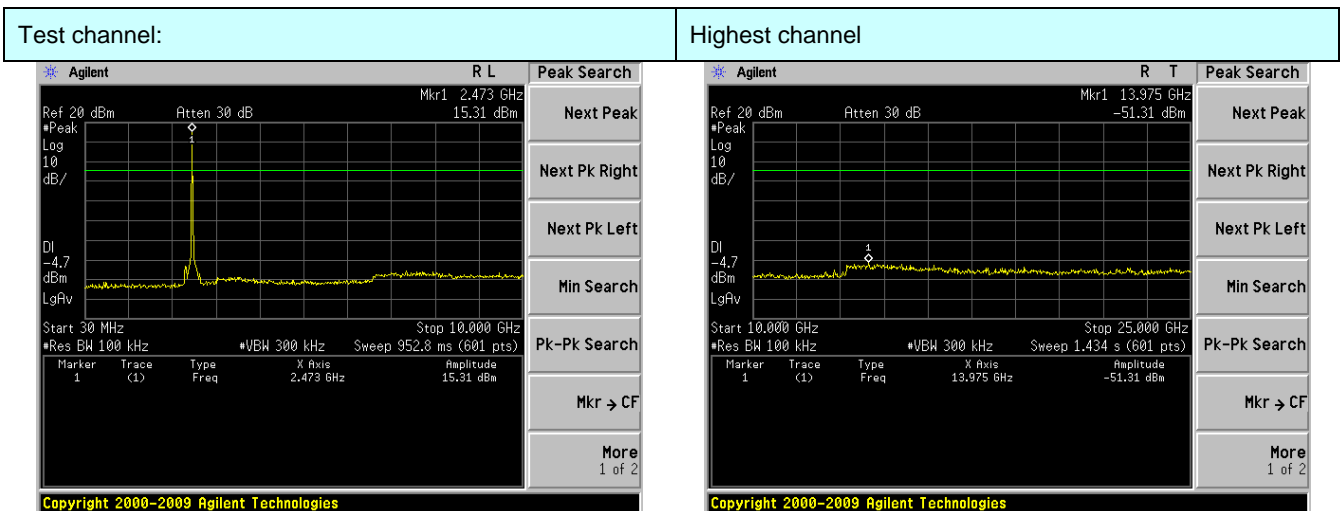 Test channel: Highest channel
Agilent R L Peak Search
Mkr1 2.473 GHz
Ref 20 dBm Atten 30 dB 15.31 dBm
#Peak
Log
10
dB/
1
DI
-4.7
dBm
LgAv
Start 30 MHz Stop 10.000 GHz
#Res BW 100 kHz #VBW 300 kHz Sweep 952.8 ms (601 pts)
Marker Trace Type X Axis Amplitude
1 (1) Freq 2.473 GHz 15.31 dBm
Next Peak
Next Pk Right
Next Pk Left
Min Search
Pk-Pk Search
Mkr → CF
More
1 of 2
Copyright 2000-2009 Agilent Technologies
Agilent R T Peak Search
Mkr1 13.975 GHz
Ref 20 dBm Atten 30 dB -51.31 dBm
#Peak
Log
10
dB/
1
DI
-4.7
dBm
LgAv
Start 10.000 GHz Stop 25.000 GHz
#Res BW 100 kHz #VBW 300 kHz Sweep 1.434 s (601 pts)
Marker Trace Type X Axis Amplitude
1 (1) Freq 13.975 GHz -51.31 dBm
Next Peak
Next Pk Right
Next Pk Left
Min Search
Pk-Pk Search
Mkr → CF
More
1 of 2
Copyright 2000-2009 Agilent Technologies